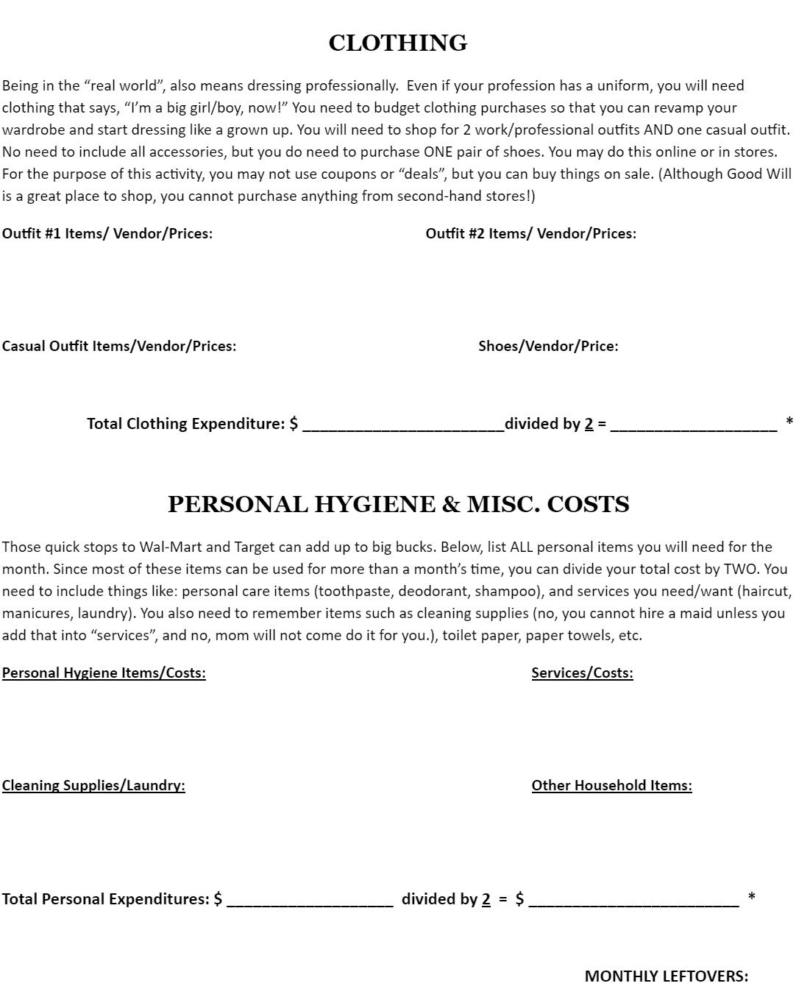 CLOTHING
Being in the “real world”, also means dressing professionally.  Even if your profession has a uniform, you will need
clothing that says, “I’m a big girl/boy, now!” You need to budget clothing purchases so that you can revamp your
wardrobe and start dressing like a grown up. You will need to shop for 2 work/professional outfits AND one casual outfit.
No need to include all accessories, but you do need to purchase ONE pair of shoes. You may do this online or in stores.
For the purpose of this activity, you may not use coupons or “deals”, but you can buy things on sale. (Although Good Will
is a great place to shop, you cannot purchase anything from second-hand stores!)
Outfit #1 Items/ Vendor/Prices: Outfit #2 Items/ Vendor/Prices:
Casual Outfit Items/Vendor/Prices: Shoes/Vendor/Price:
Total Clothing Expenditure: $ _______________________divided by 2 = ___________________ *
PERSONAL HYGIENE & MISC. COSTS
Those quick stops to Wal-Mart and Target can add up to big bucks. Below, list ALL personal items you will need for the
month. Since most of these items can be used for more than a month’s time, you can divide your total cost by TWO. You
need to include things like: personal care items (toothpaste, deodorant, shampoo), and services you need/want (haircut,
manicures, laundry). You also need to remember items such as cleaning supplies (no, you cannot hire a maid unless you
add that into “services”, and no, mom will not come do it for you.), toilet paper, paper towels, etc.
Personal Hygiene Items/Costs: Services/Costs:
Cleaning Supplies/Laundry: Other Household Items:
Total Personal Expenditures: $ ___________________ divided by 2 = $ ________________________ *
MONTHLY LEFTOVERS: